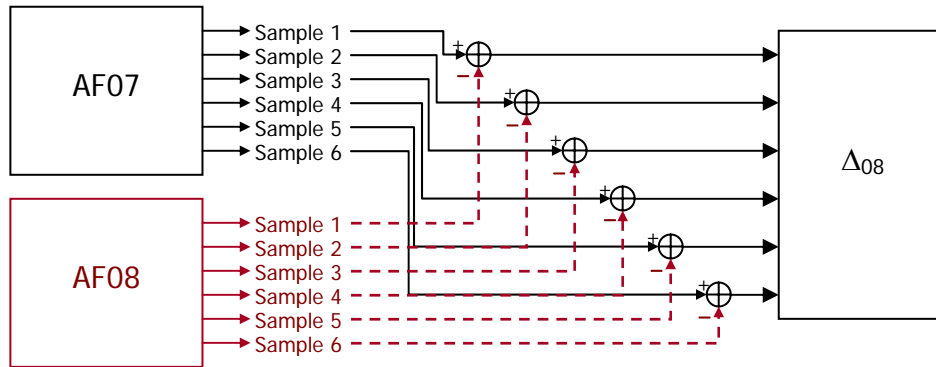 AF07
Sample 1
Sample 2
Sample 3
Sample 4
Sample 5
Sample 6
AF08
Sample 1
Sample 2
Sample 3
Sample 4
Sample 5
Sample 6
+
−
+
−
+
−
+
−
+
−
+
−
Δ08